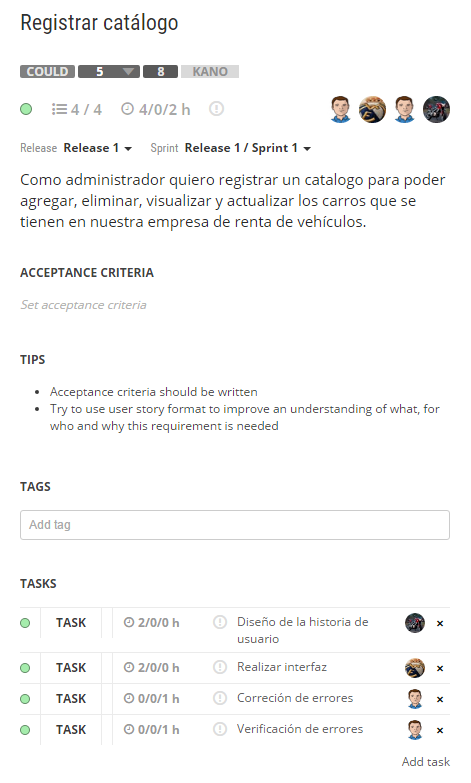 Registrar catálogo
COULD 5 8 KANO
4 / 4 4/0/2 h
Release Release 1 Sprint Release 1 / Sprint 1
Como administrador quiero registrar un catalogo para poder
agregar, eliminar, visualizar y actualizar los carros que se
tienen en nuestra empresa de renta de vehículos.
ACCEPTANCE CRITERIA
Set acceptance criteria
TIPS
Acceptance criteria should be written
Try to use user story format to improve an understanding of what, for
who and why this requirement is needed
TAGS
Add tag
TASKS
TASK 2/0/0 h Diseño de la historia de
usuario
TASK 2/0/0 h Realizar interfaz
TASK 0/0/1 h Correción de errores
TASK 0/0/1 h Verificación de errores
Add task